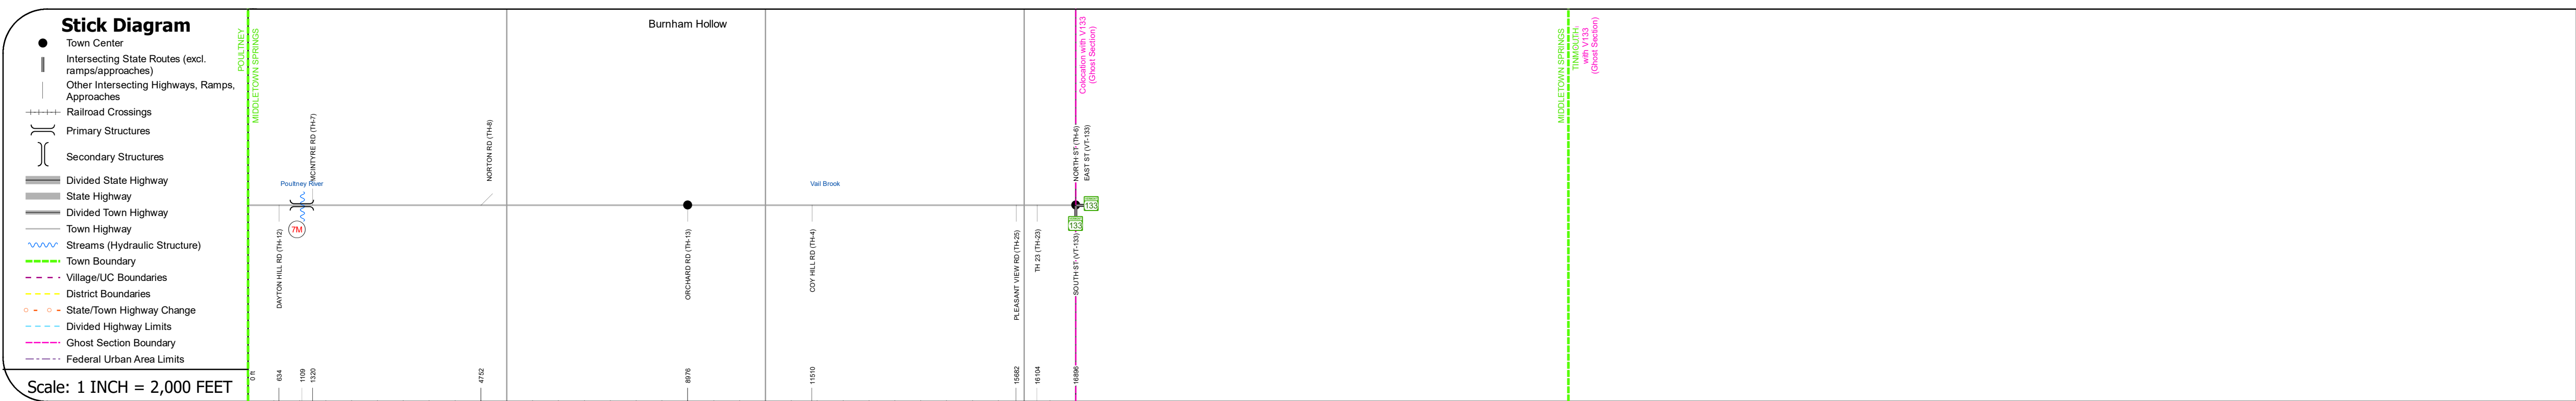 Stick Diagram
Town Center
Intersecting State Routes (excl.
ramps/approaches)
Other Intersecting Highways, Ramps,
Approaches
Railroad Crossings
Primary Structures
Secondary Structures
Divided State Highway
State Highway
Divided Town Highway
Town Highway
Streams (Hydraulic Structure)
Town Boundary
Village/UC Boundaries
District Boundaries
State/Town Highway Change
Divided Highway Limits
Ghost Section Boundary
Federal Urban Area Limits
Scale: 1 INCH = 2,000 FEET
POULTNEY
MIDDLETOWN SPRINGS
Burnham Hollow
Poultney River
7M
DAYTON HILL RD (TH-12)
MCINTYRE RD (TH-7)
NORTON RD (TH-8)
ORCHARD RD (TH-13)
Vail Brook
COY HILL RD (TH-4)
PLEASANT VIEW RD (TH-25)
TH 23 (TH-23)
NORTH ST (TH-6)
EAST ST (VT-133)
SOUTH ST (VT-133)
133
133
Colocation with V133
(Ghost Section)
MIDDLETOWN SPRINGS
TINMOUTH
with V133
(Ghost Section)
0 ft
634
1109
1320
4752
8976
11510
15682
16104
16896